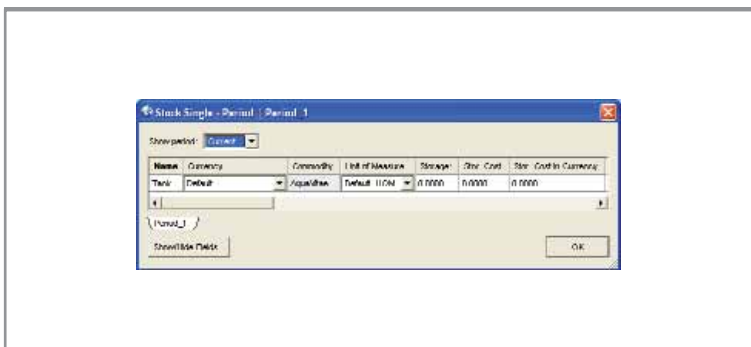 Stock Single - Period | Period_1
Show period: Current
Name Currency Commodity Unit of Measure Storage Stor. Cost Stor. Cost in Currency
Tank Default AquaVitae Default UOM 0.0000 0.0000 0.0000
Period_1
Show/Hide Fields OK